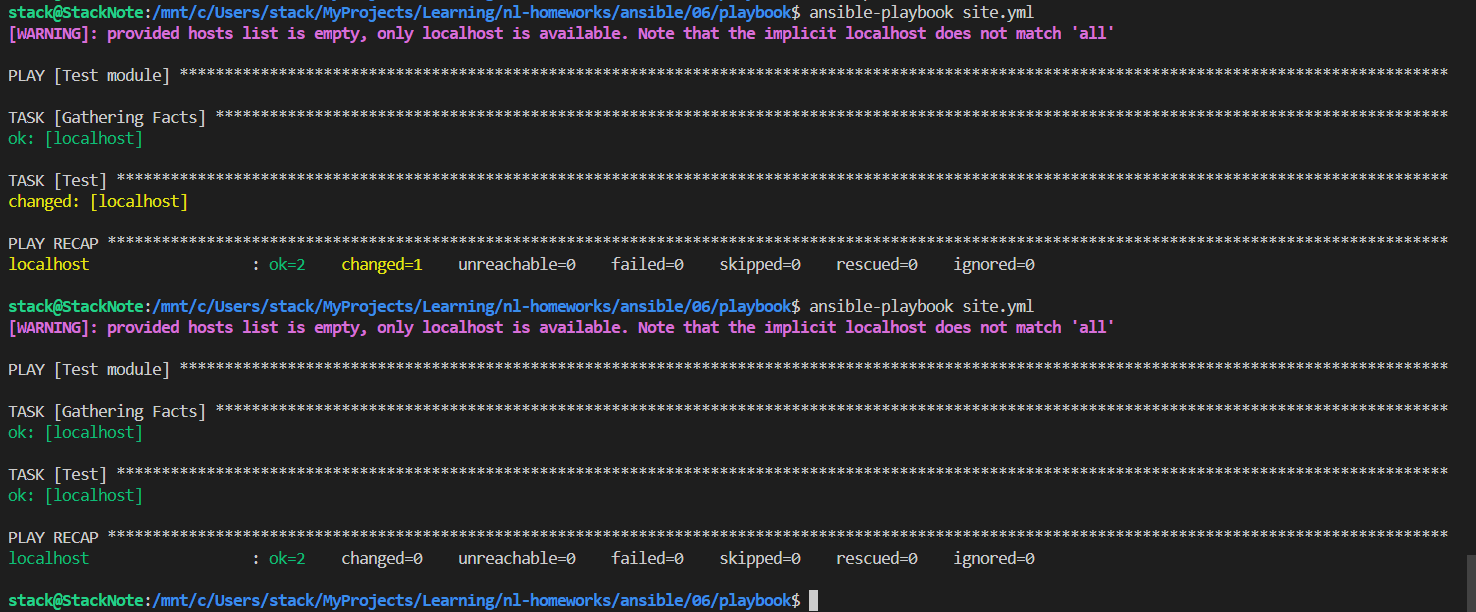 stack@StackNote:/mnt/c/Users/stack/MyProjects/Learning/nl-homeworks/ansible/06/playbook$ ansible-playbook site.yml
[WARNING]: provided hosts list is empty, only localhost is available. Note that the implicit localhost does not match 'all'
PLAY [Test module] *********************************************************************************************************************************************
TASK [Gathering Facts] *****************************************************************************************************************************************
ok: [localhost]
TASK [Test] ****************************************************************************************************************************************************
changed: [localhost]
PLAY RECAP *****************************************************************************************************************************************************
localhost                  : ok=2    changed=1    unreachable=0    failed=0    skipped=0    rescued=0    ignored=0
stack@StackNote:/mnt/c/Users/stack/MyProjects/Learning/nl-homeworks/ansible/06/playbook$ ansible-playbook site.yml
[WARNING]: provided hosts list is empty, only localhost is available. Note that the implicit localhost does not match 'all'
PLAY [Test module] *********************************************************************************************************************************************
TASK [Gathering Facts] *****************************************************************************************************************************************
ok: [localhost]
TASK [Test] ****************************************************************************************************************************************************
ok: [localhost]
PLAY RECAP *****************************************************************************************************************************************************
localhost                  : ok=2    changed=0    unreachable=0    failed=0    skipped=0    rescued=0    ignored=0
stack@StackNote:/mnt/c/Users/stack/MyProjects/Learning/nl-homeworks/ansible/06/playbook$